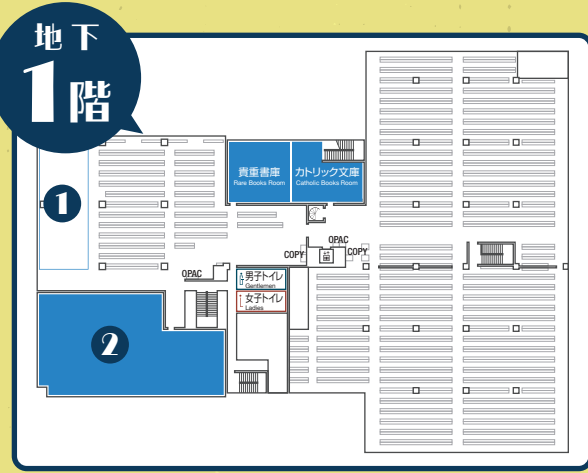 地下
1階
貴重書庫
Rare Books Room
カトリック文庫
Catholic Books Room
1
OPAC
COPY
COPY
OPAC
男子トイレ
Gentlemen
女子トイレ
Ladies
2